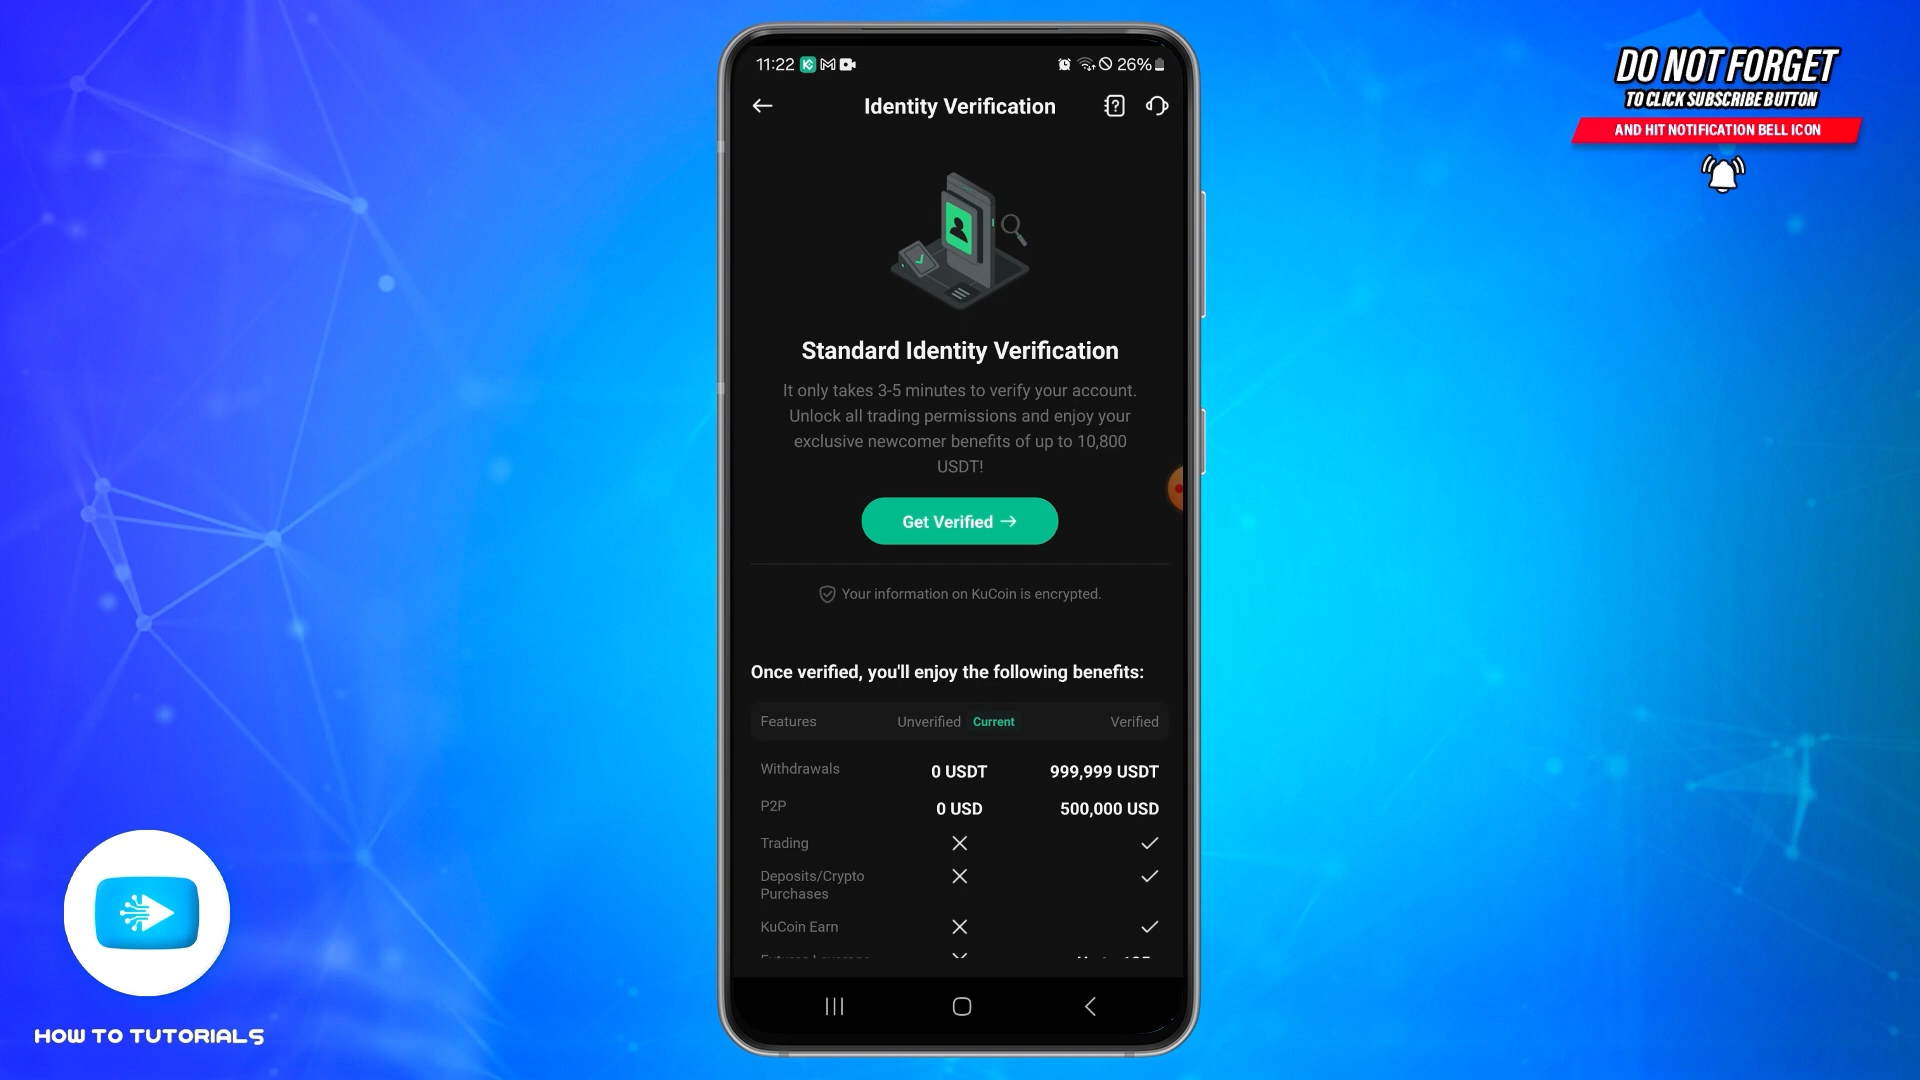 DO NOT FORGET
TO CLICK SUBSCRIBE BUTTON
AND HIT NOTIFICATION BELL ICON
11:22
26%
Identity Verification
Standard Identity Verification
It only takes 3-5 minutes to verify your account.
Unlock all trading permissions and enjoy your
exclusive newcomer benefits of up to 10,800
USDT!
Get Verified →
Your information on KuCoin is encrypted.
Once verified, you'll enjoy the following benefits:
Features Unverified Current Verified
Withdrawals 0 USDT 999,999 USDT
P2P 0 USD 500,000 USD
Trading
Deposits/Crypto
Purchases
KuCoin Earn
HOW TO TUTORIALS